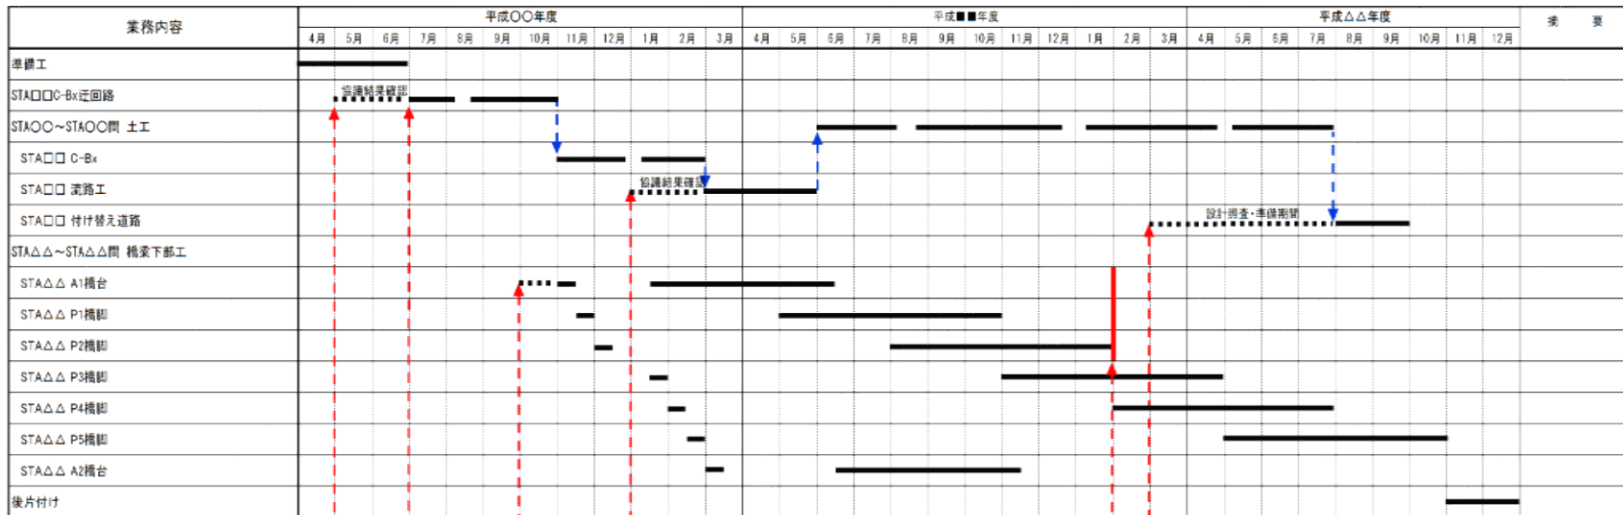 業務内容 平成〇〇年度 平成■■年度 平成△△年度 摘要
4月 5月 6月 7月 8月 9月 10月 11月 12月 1月 2月 3月 4月 5月 6月 7月 8月 9月 10月 11月 12月 1月 2月 3月 4月 5月 6月 7月 8月 9月 10月 11月 12月
準備工
STA□□C-Bx迂回路 協議結果確認
STA〇〇~STA〇〇間 土工
STA□□ C-Bx
STA□□ 流路工 協議結果確認
STA□□ 付け替え道路 設計照査・準備期間
STA△△~STA△△間 橋梁下部工
STA△△ A1橋台
STA△△ P1橋脚
STA△△ P2橋脚
STA△△ P3橋脚
STA△△ P4橋脚
STA△△ P5橋脚
STA△△ A2橋台
後片付け